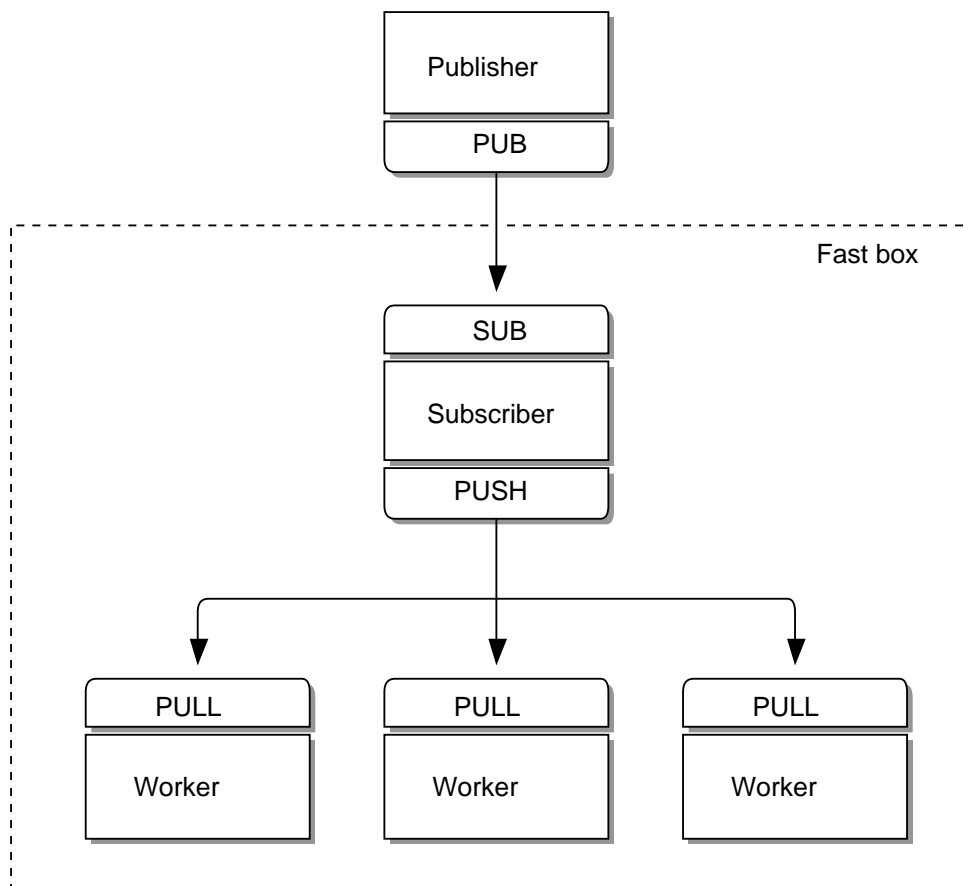 Publisher
PUB
Fast box
SUB
Subscriber
PUSH
PULL
PULL
PULL
Worker
Worker
Worker